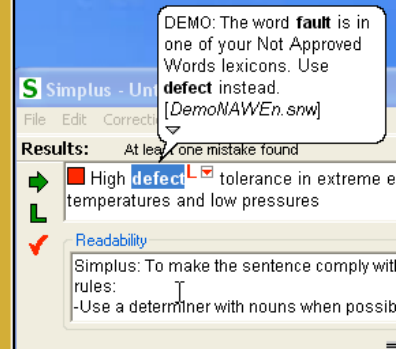 DEMO: The word fault is in
one of your Not Approved
Words lexicons. Use
defect instead.
[DemoNAWEn.snw]
S Simplus - Unt
File Edit Correcti
Results: At least one mistake found
High defect L tolerance in extreme e
temperatures and low pressures
Readability
Simplus: To make the sentence comply with
rules:
-Use a determiner with nouns when possib